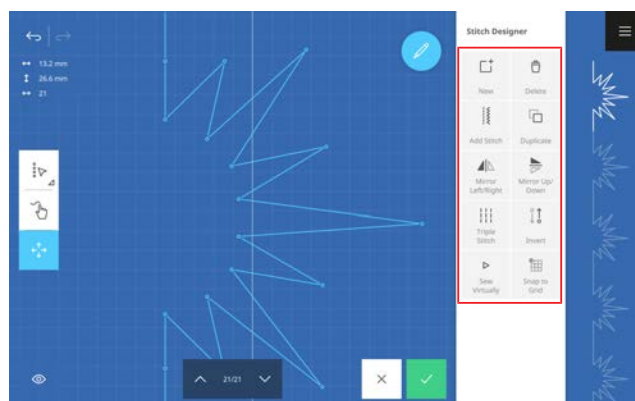 Stitch Designer
13.2 mm
26.6 mm
21
New
Delete
Add Stitch
Duplicate
Mirror
Left/Right
Mirror Up/
Down
Triple
Stitch
Invert
Sew
Virtually
Snap to
Grid
21/21